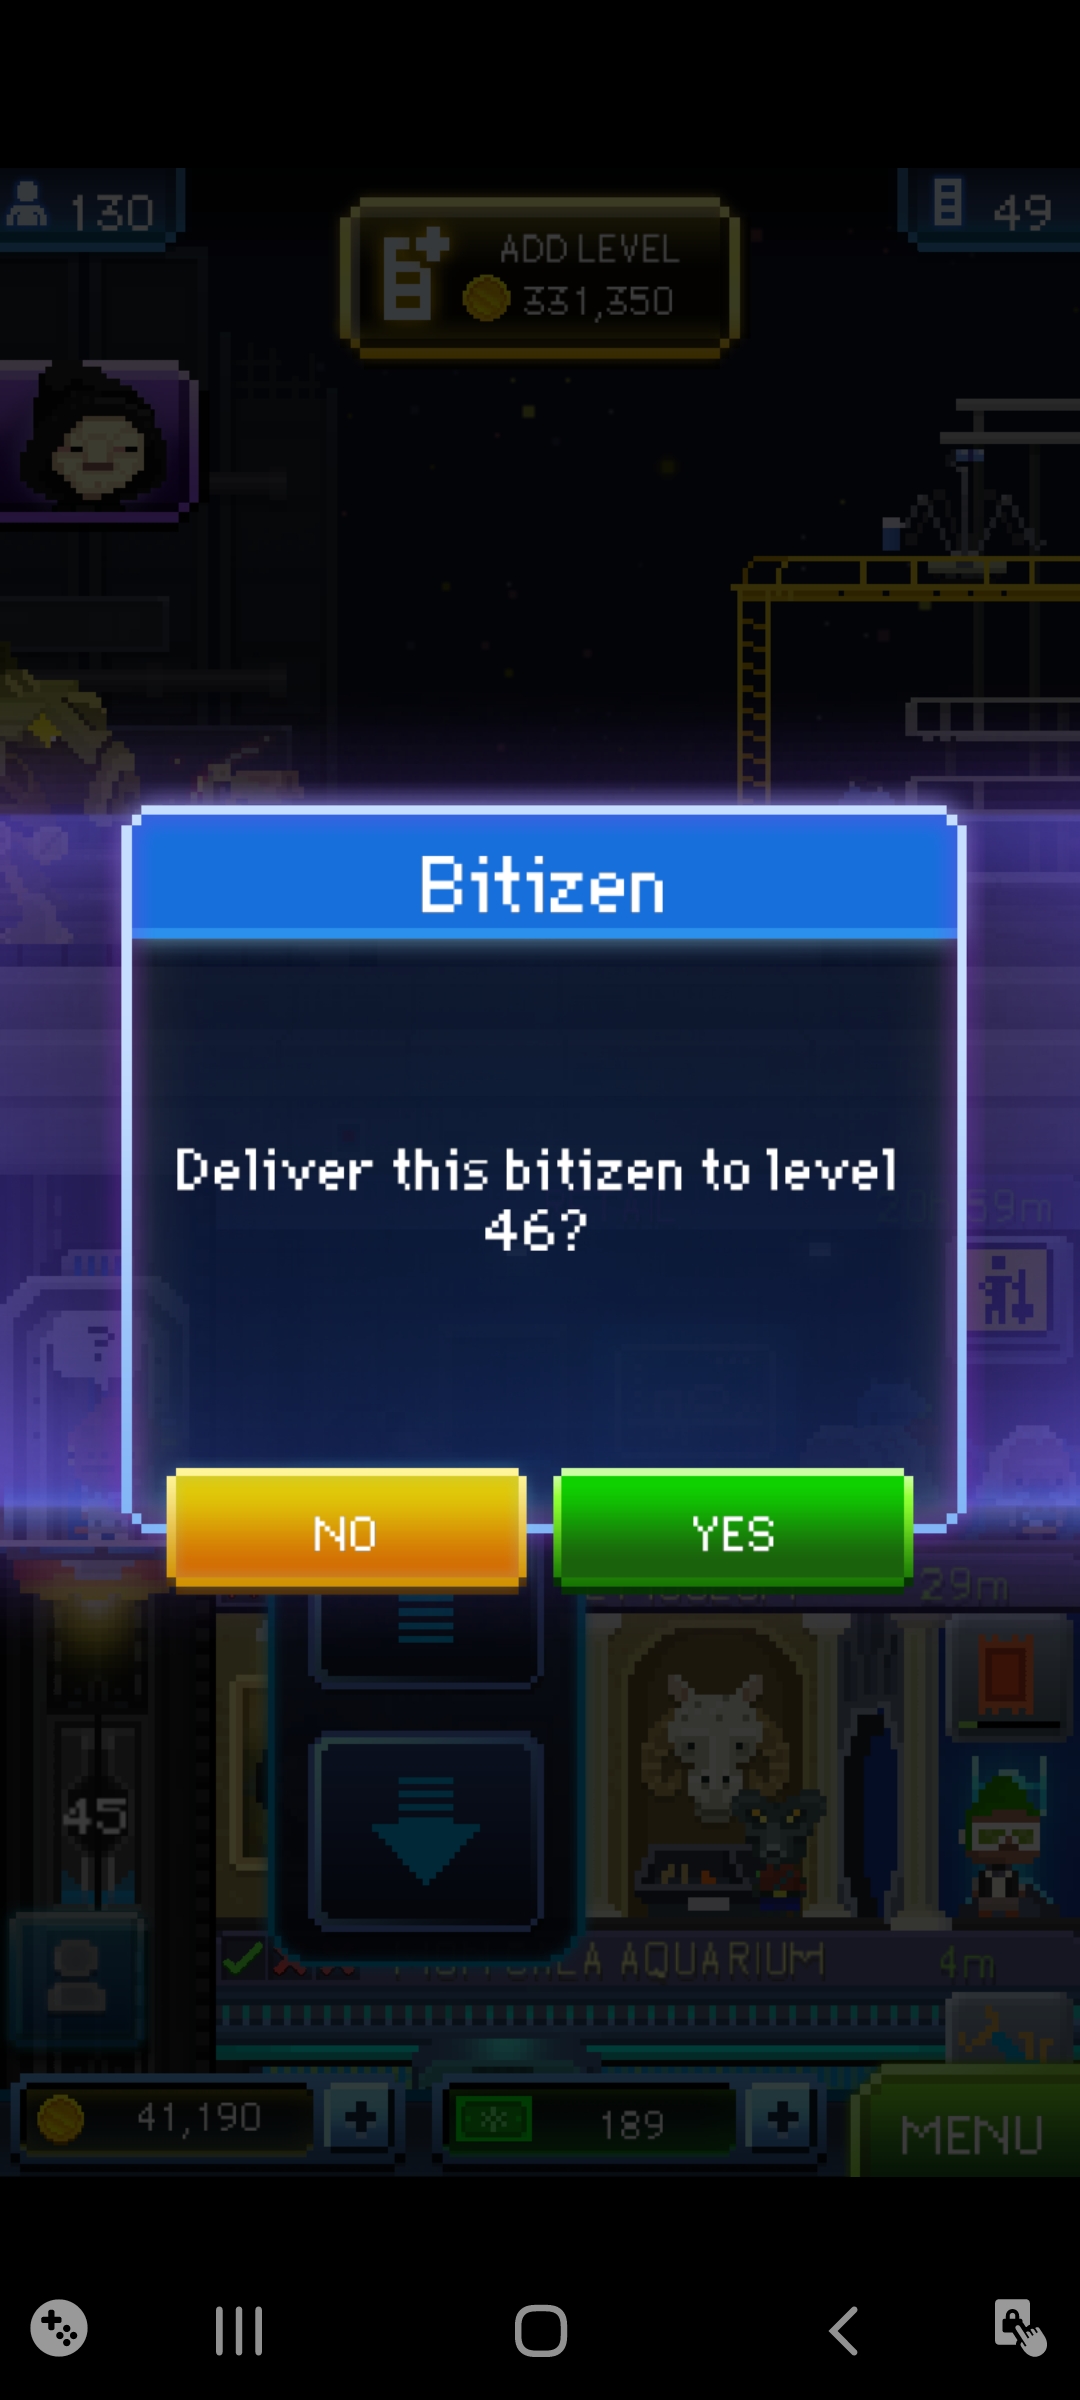 130
49
ADD LEVEL
331,350
Bitizen
Deliver this bitizen to level
46?
?
59m
NO
YES
29m
45
AQUARIUM
4m
41,190
189
MENU